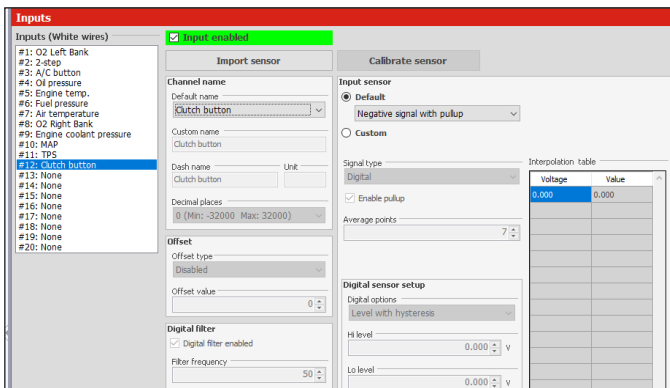 Inputs
Inputs (White wires)
#1: O2 Left Bank
#2: 2-step
#3: A/C button
#4: Oil pressure
#5: Engine temp.
#6: Fuel pressure
#7: Air temperature
#8: O2 Right Bank
#9: Engine coolant pressure
#10: MAP
#11: TPS
#12: Clutch button
#13: None
#14: None
#15: None
#16: None
#17: None
#18: None
#19: None
#20: None
Input enabled
Import sensor
Calibrate sensor
Channel name
Default name
Clutch button
Custom name
Clutch button
Dash name Unit
Clutch button
Decimal places
0 (Min: -32000 Max: 32000)
Offset
Offset type
Disabled
Offset value
0
Digital filter
Digital filter enabled
Filter frequency
50
Input sensor
Default
Negative signal with pullup
Custom
Signal type
Digital
Enable pullup
Average points
7
Digital sensor setup
Digital options
Level with hysteresis
Hi level
0.000 V
Lo level
0.000 V
Interpolation table
Voltage Value
0.000 0.000